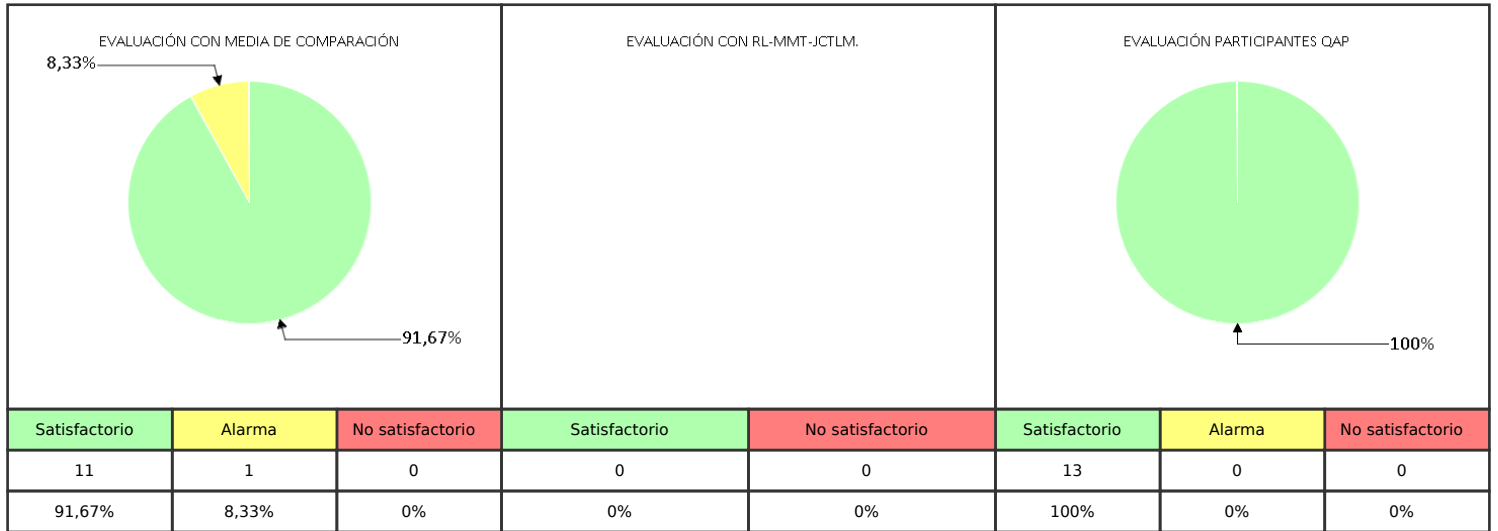 EVALUACIÓN CON MEDIA DE COMPARACIÓN
8,33%
91,67%
EVALUACIÓN CON RL-MMT-JCTLM.
EVALUACIÓN PARTICIPANTES QAP
100%
Satisfactorio Alarma No satisfactorio Satisfactorio No satisfactorio Satisfactorio Alarma No satisfactorio
11 1 0 0 0 13 0 0
91,67% 8,33% 0% 0% 0% 100% 0% 0%